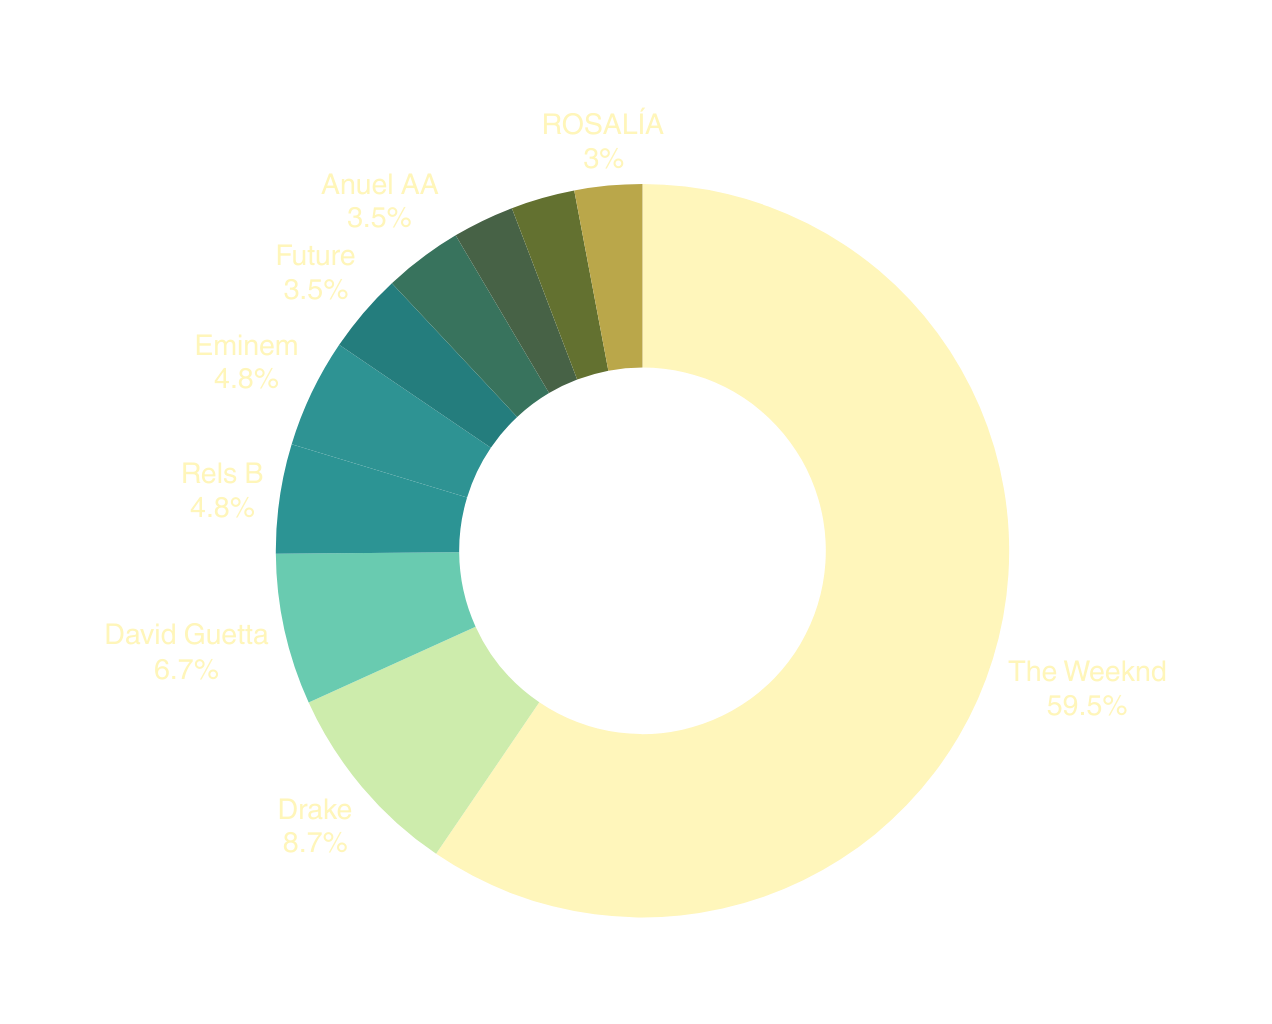 ROSALÍA
3%
Anuel AA
3.5%
Future
3.5%
Eminem
4.8%
Rels B
4.8%
David Guetta
6.7%
Drake
8.7%
The Weeknd
59.5%